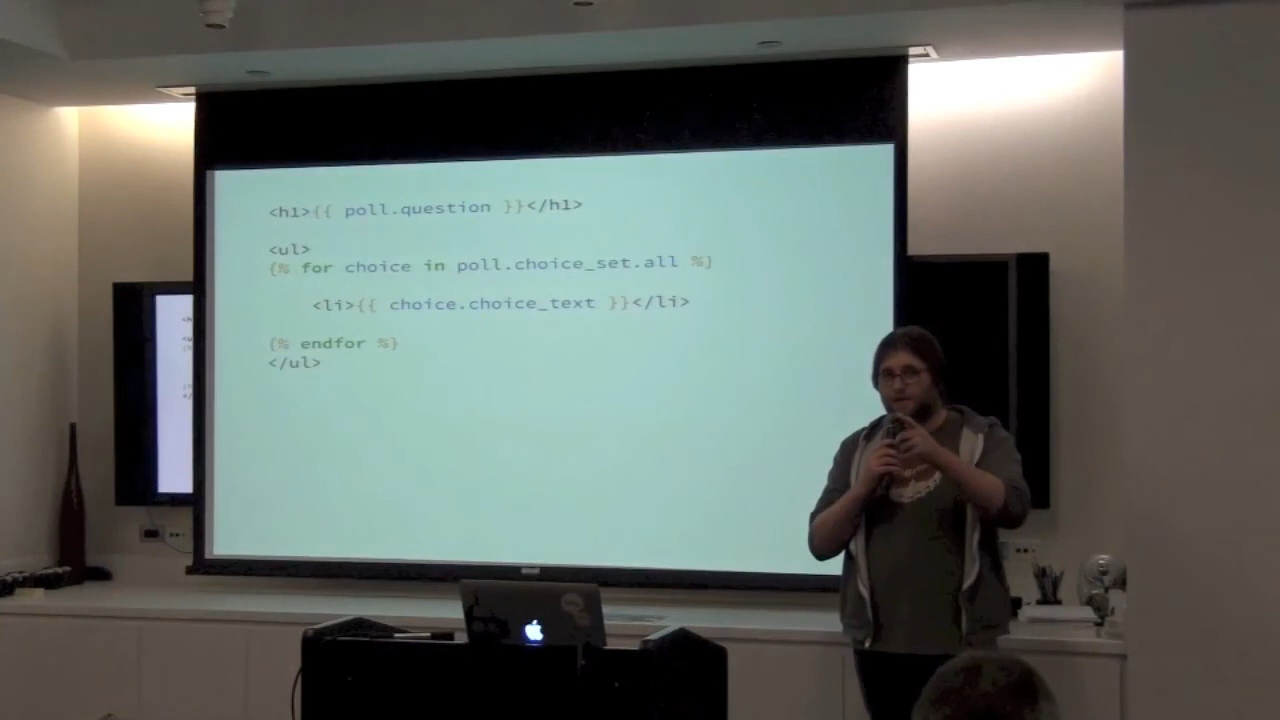 <h1>{{ poll.question }}</h1>
<ul>
{% for choice in poll.choice_set.all %}
<li>{{ choice.choice_text }}</li>
{% endfor %}
</ul>